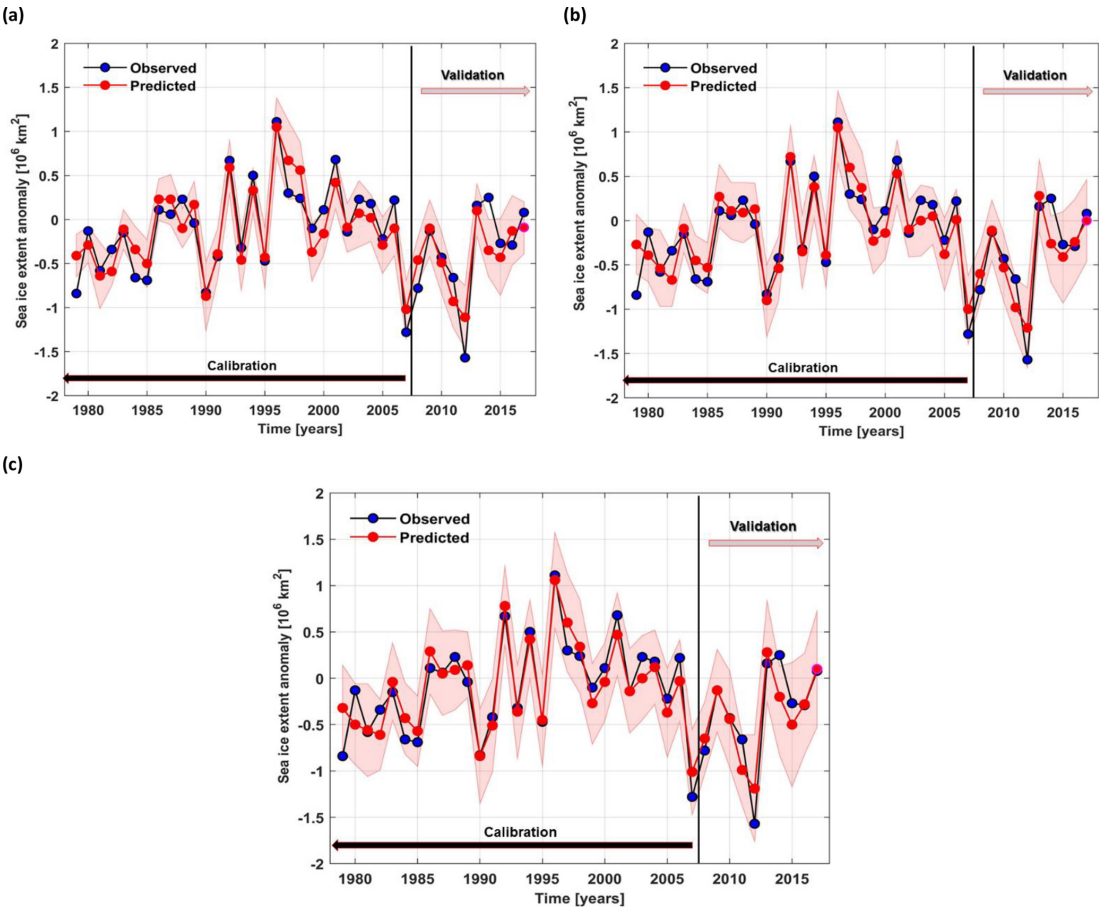 (a)
2
1.5
1
0.5
0
-0.5
-1
-1.5
-2
Sea ice extent anomaly [10⁶ km²]
Observed
Predicted
Validation
Calibration
1980 1985 1990 1995 2000 2005 2010 2015
Time [years]
(b)
2
1.5
1
0.5
0
-0.5
-1
-1.5
-2
Sea ice extent anomaly [10⁶ km²]
Observed
Predicted
Validation
Calibration
1980 1985 1990 1995 2000 2005 2010 2015
Time [years]
(c)
2
1.5
1
0.5
0
-0.5
-1
-1.5
-2
Sea ice extent anomaly [10⁶ km²]
Observed
Predicted
Validation
Calibration
1980 1985 1990 1995 2000 2005 2010 2015
Time [years]